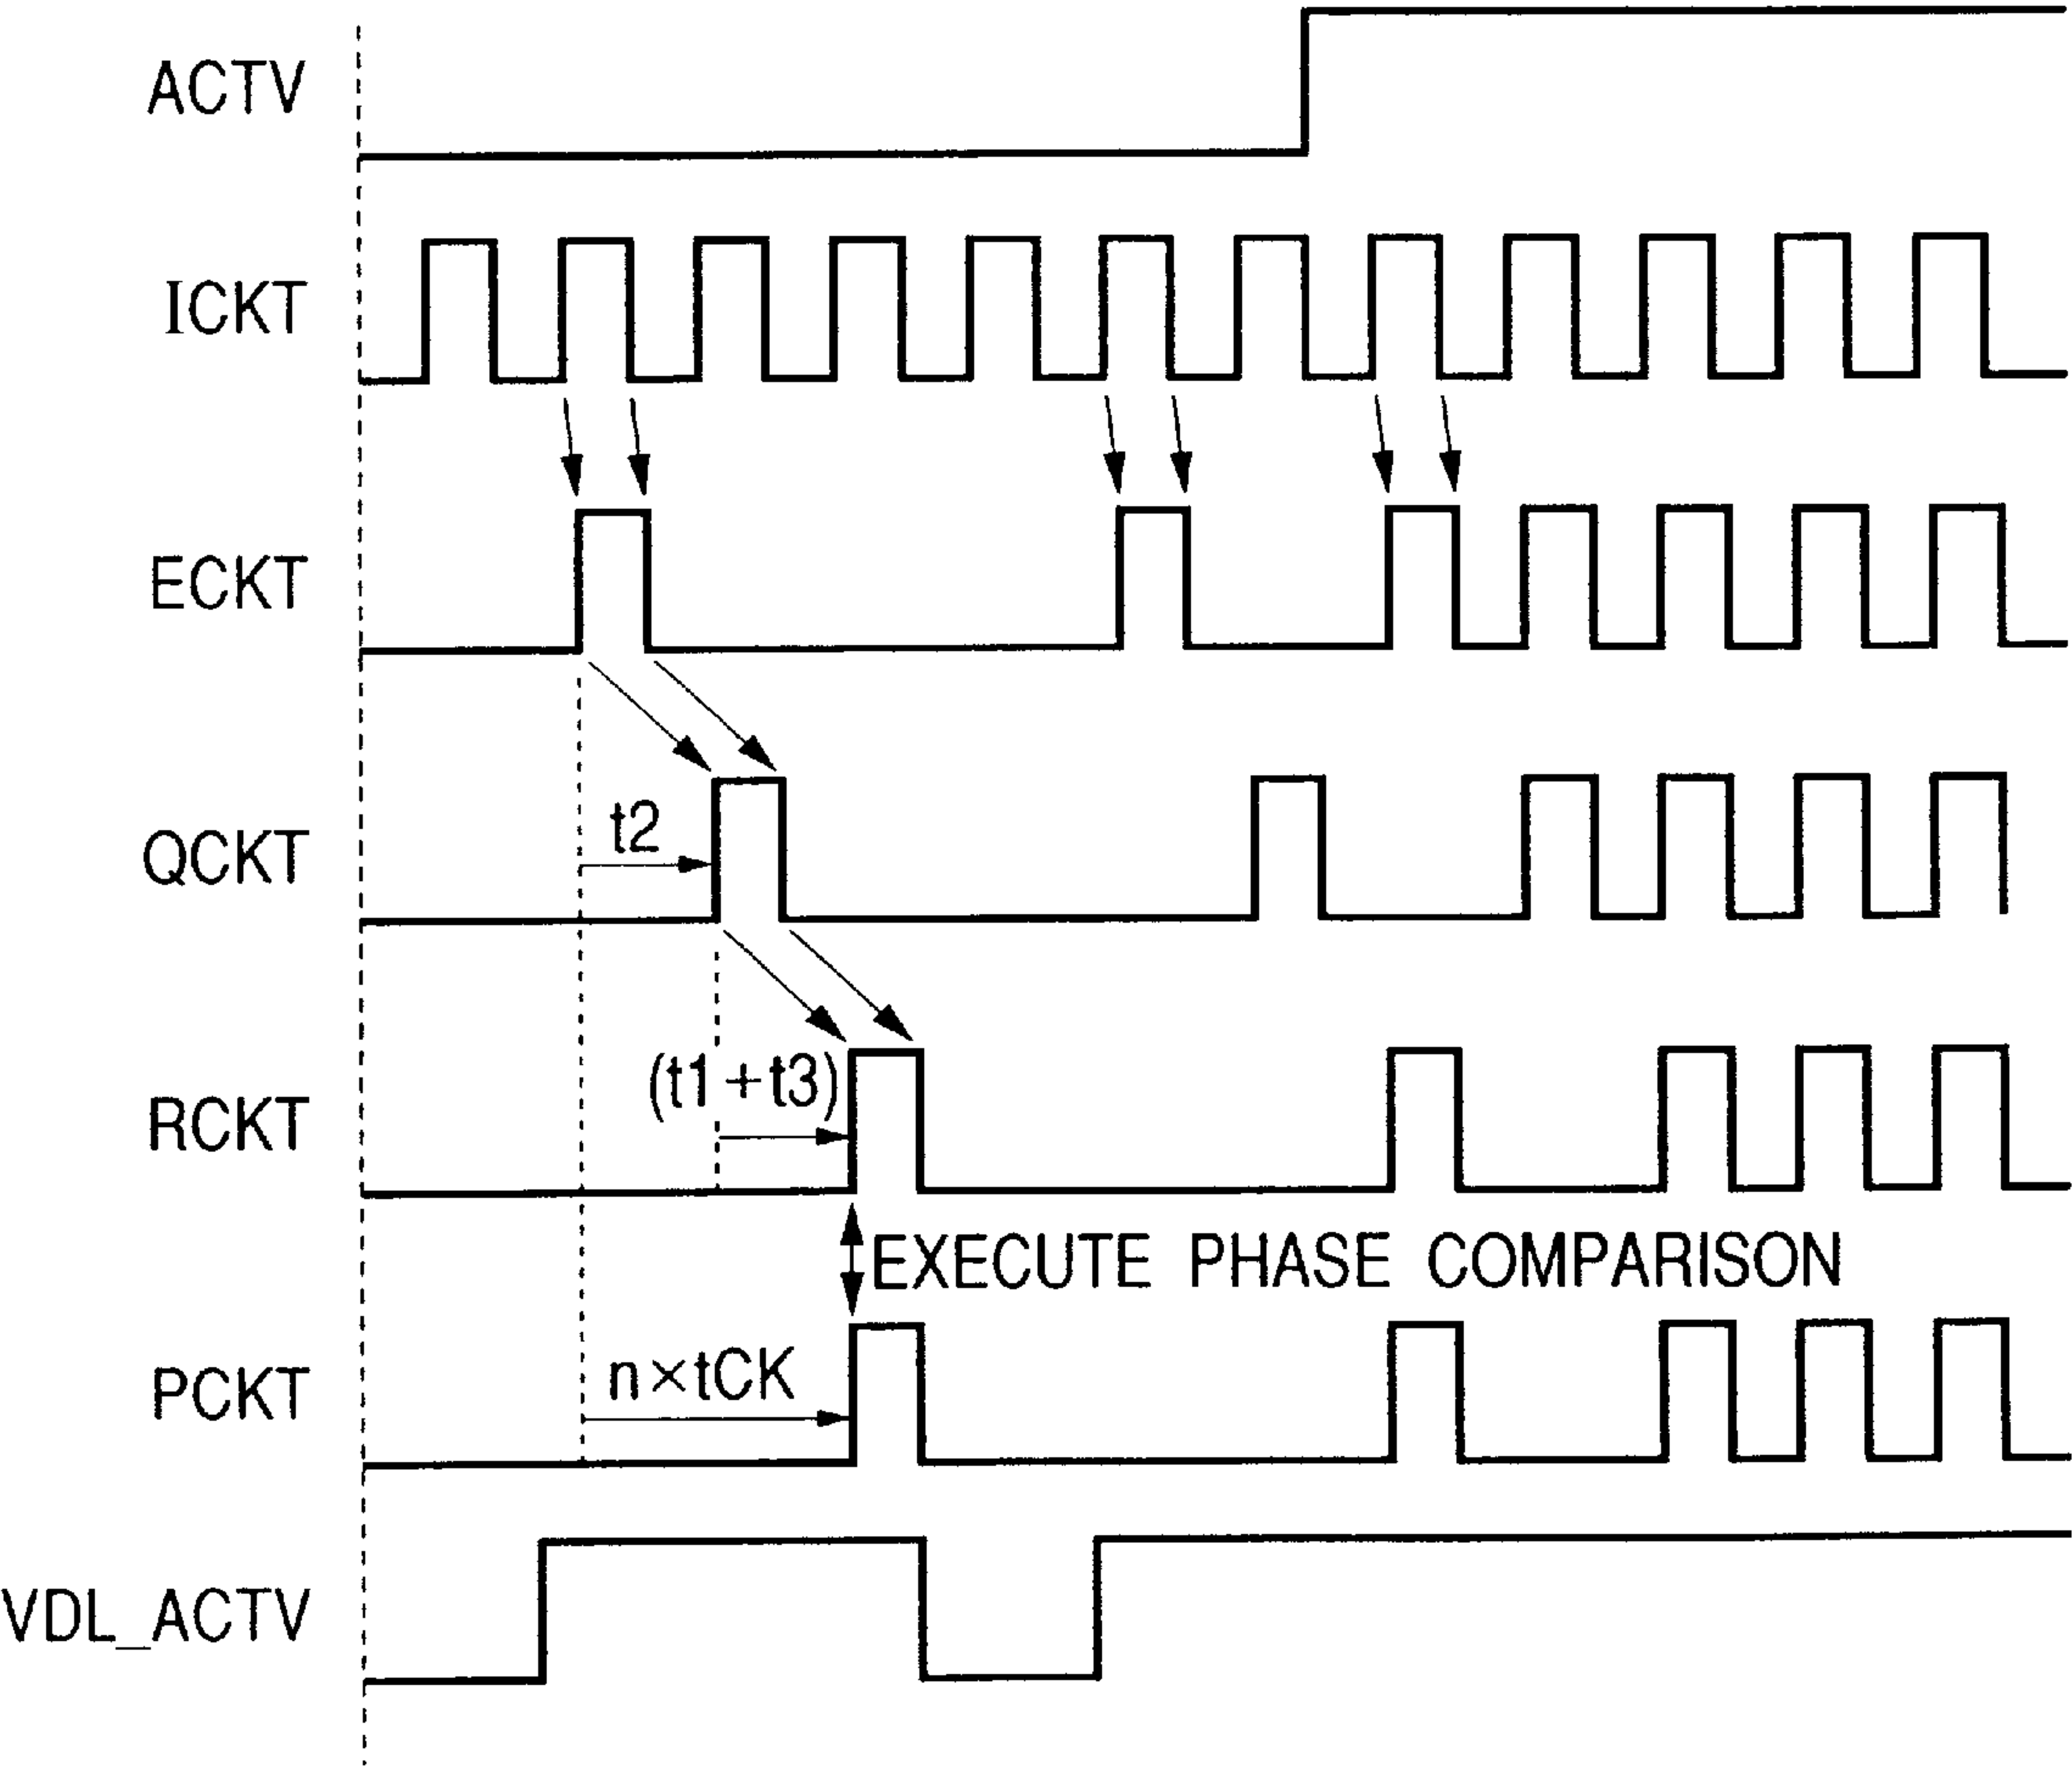 ACTV
ICKT
ECKT
t2
QCKT
(t1+t3)
RCKT
EXECUTE PHASE COMPARISON
n×tCK
PCKT
VDL_ACTV